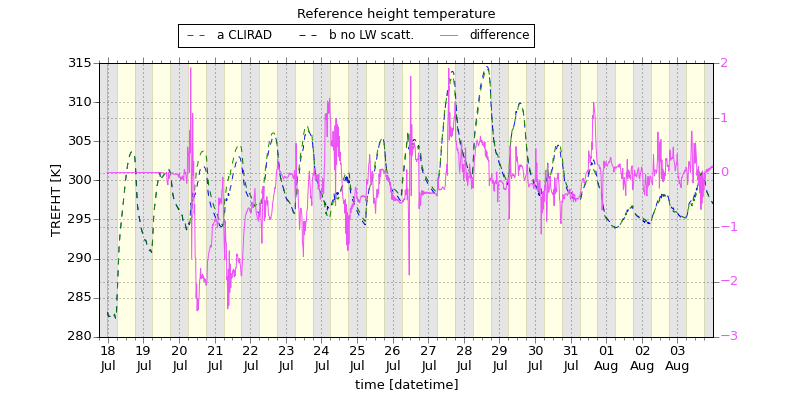 Reference height temperature
a CLIRAD b no LW scatt. difference
TREFHT [K]
315
310
305
300
295
290
285
280
2
1
0
−1
−2
−3
18 19 20 21 22 23 24 25 26 27 28 29 30 31 01 02 03
Jul Jul Jul Jul Jul Jul Jul Jul Jul Jul Jul Jul Jul Jul Aug Aug Aug
time [datetime]